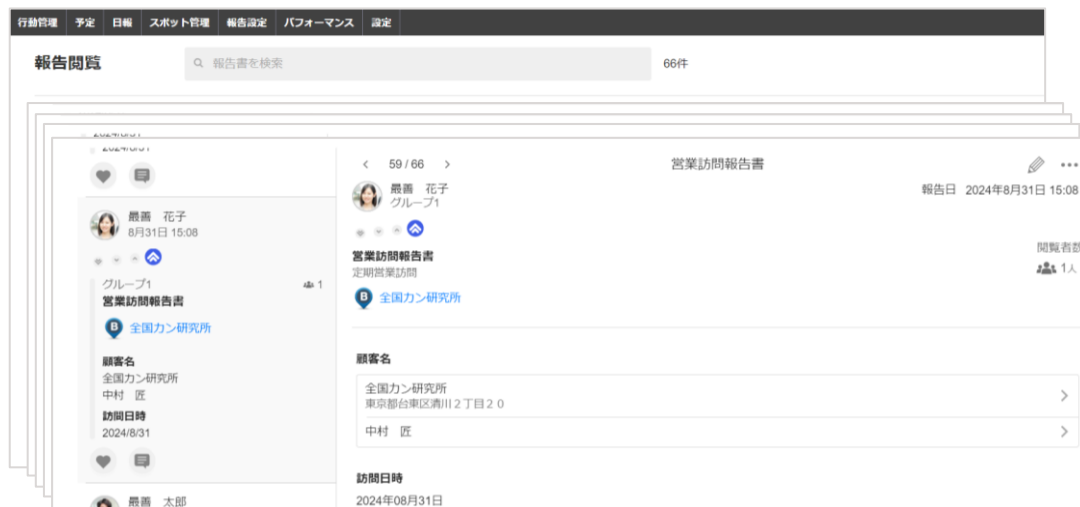 行動管理 予定 日報 スポット管理 報告設定 パフォーマンス 設定
報告閲覧
報告書を検索
66件
最善 花子
8月31日 15:08
グループ1
1
営業訪問報告書
B 全国カン研究所
顧客名
全国カン研究所
中村 匠
訪問日時
2024/8/31
最善 太郎
59 / 66
営業訪問報告書
最善 花子
グループ1
報告日 2024年8月31日 15:08
営業訪問報告書
定期営業訪問
B 全国カン研究所
閲覧者数
1人
顧客名
全国カン研究所
東京都台東区清川2丁目20
中村 匠
訪問日時
2024年08月31日